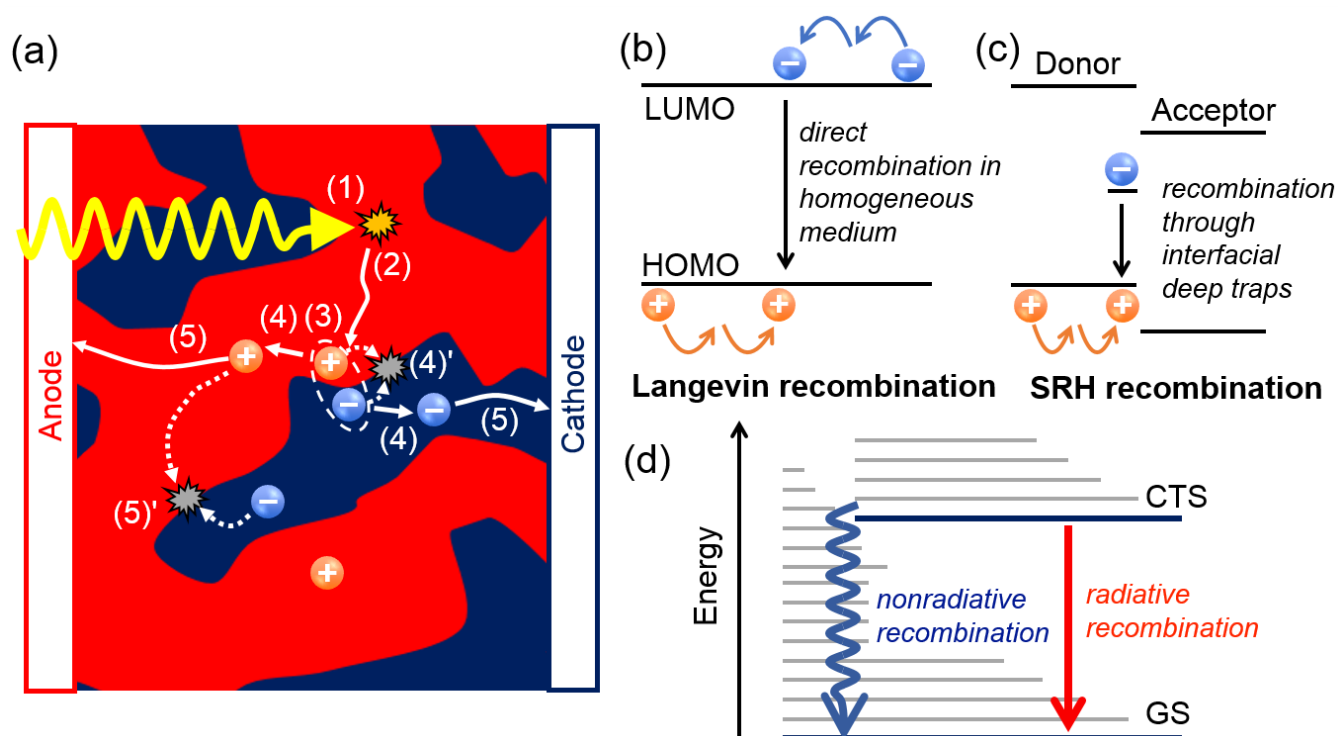 (a)
(1)
(2)
(3)
(4)
(5)
(4)'
(4)
(5)
(5)'
Anode
Cathode
+
−
+
−
−
+
(b)
LUMO
− −
direct
recombination in
homogeneous
medium
HOMO
+ +
Langevin recombination
(c)
Donor
Acceptor
−
recombination
through
interfacial
deep traps
+ +
SRH recombination
(d)
Energy
CTS
nonradiative
recombination
radiative
recombination
GS